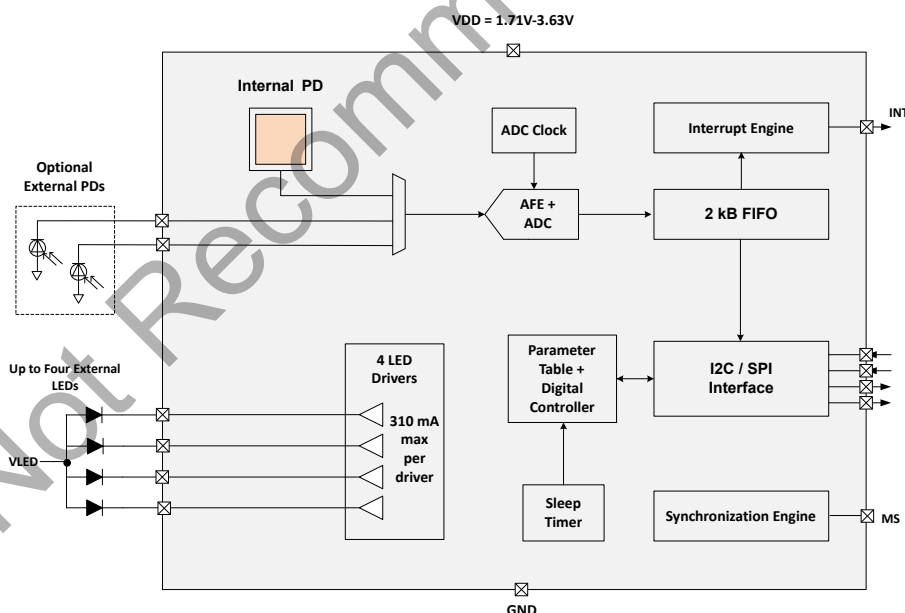 VDD = 1.71V-3.63V
Internal PD
ADC Clock
Interrupt Engine
INT
Optional
External PDs
AFE +
ADC
2 kB FIFO
Up to Four External
LEDs
4 LED
Drivers
Parameter
Table +
Digital
Controller
I2C / SPI
Interface
310 mA
max
per
driver
VLED
Sleep
Timer
Synchronization Engine
MS
GND
Not Recomm